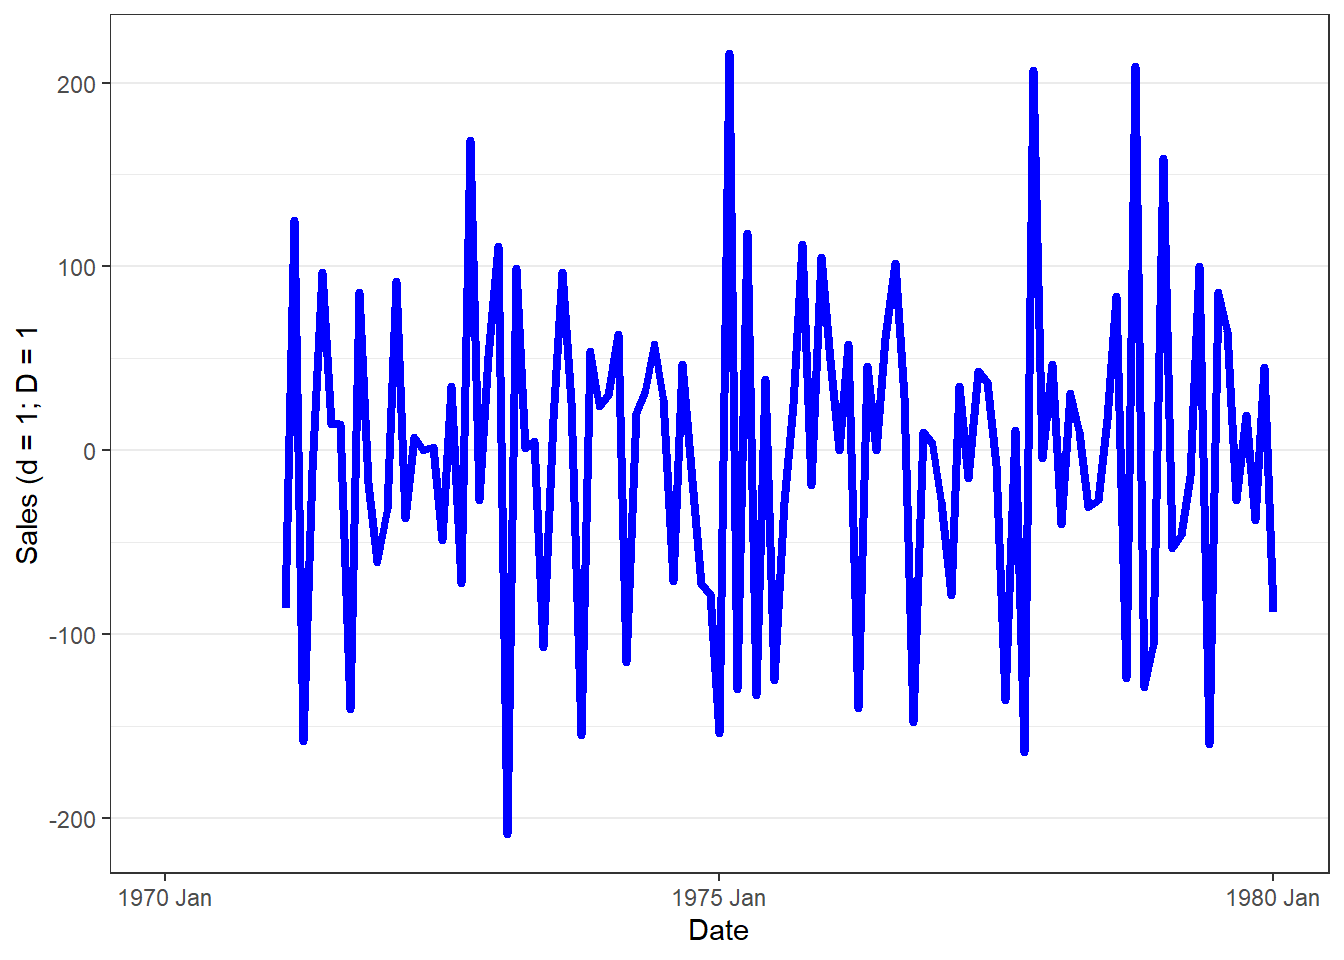 200
100
0
-100
-200
Sales (d = 1; D = 1
1970 Jan
1975 Jan
1980 Jan
Date